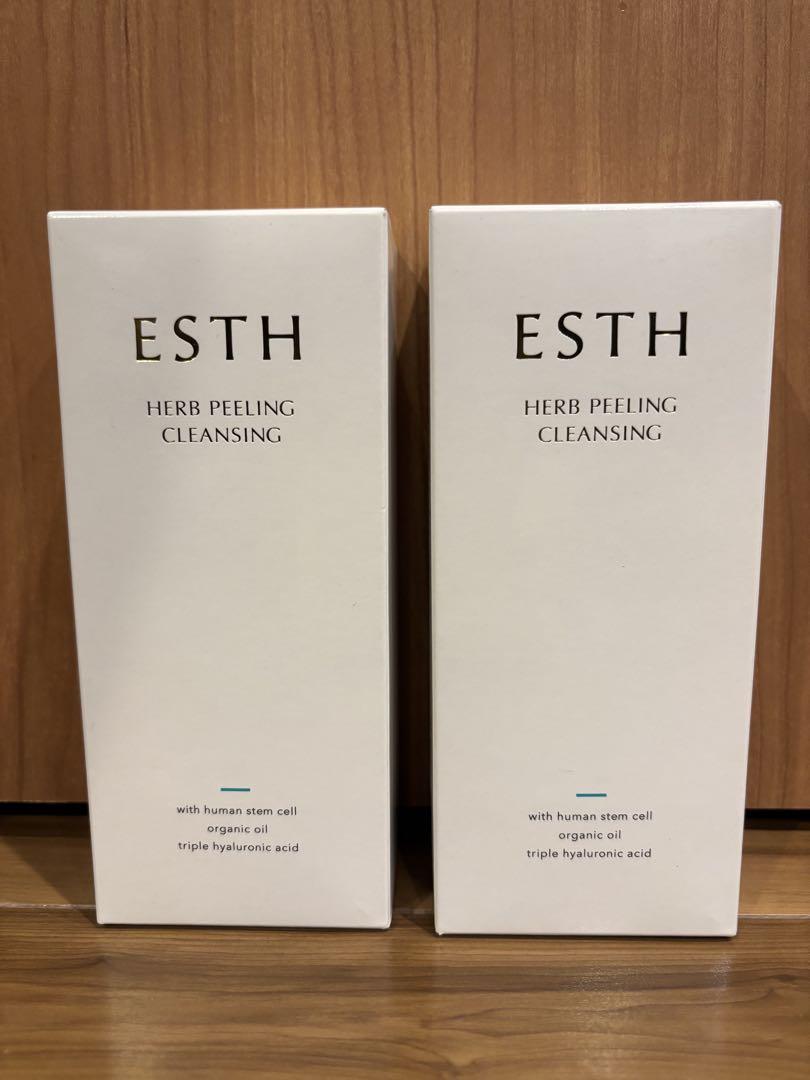 ESTH
HERB PEELING
CLEANSING
with human stem cell
organic oil
triple hyaluronic acid
ESTH
HERB PEELING
CLEANSING
with human stem cell
organic oil
triple hyaluronic acid